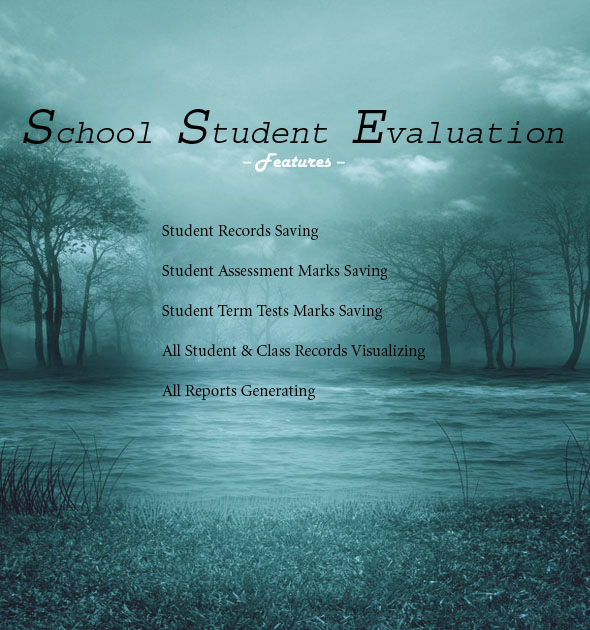 School Student Evaluation
– Features –
Student Records Saving
Student Assessment Marks Saving
Student Term Tests Marks Saving
All Student & Class Records Visualizing
All Reports Generating